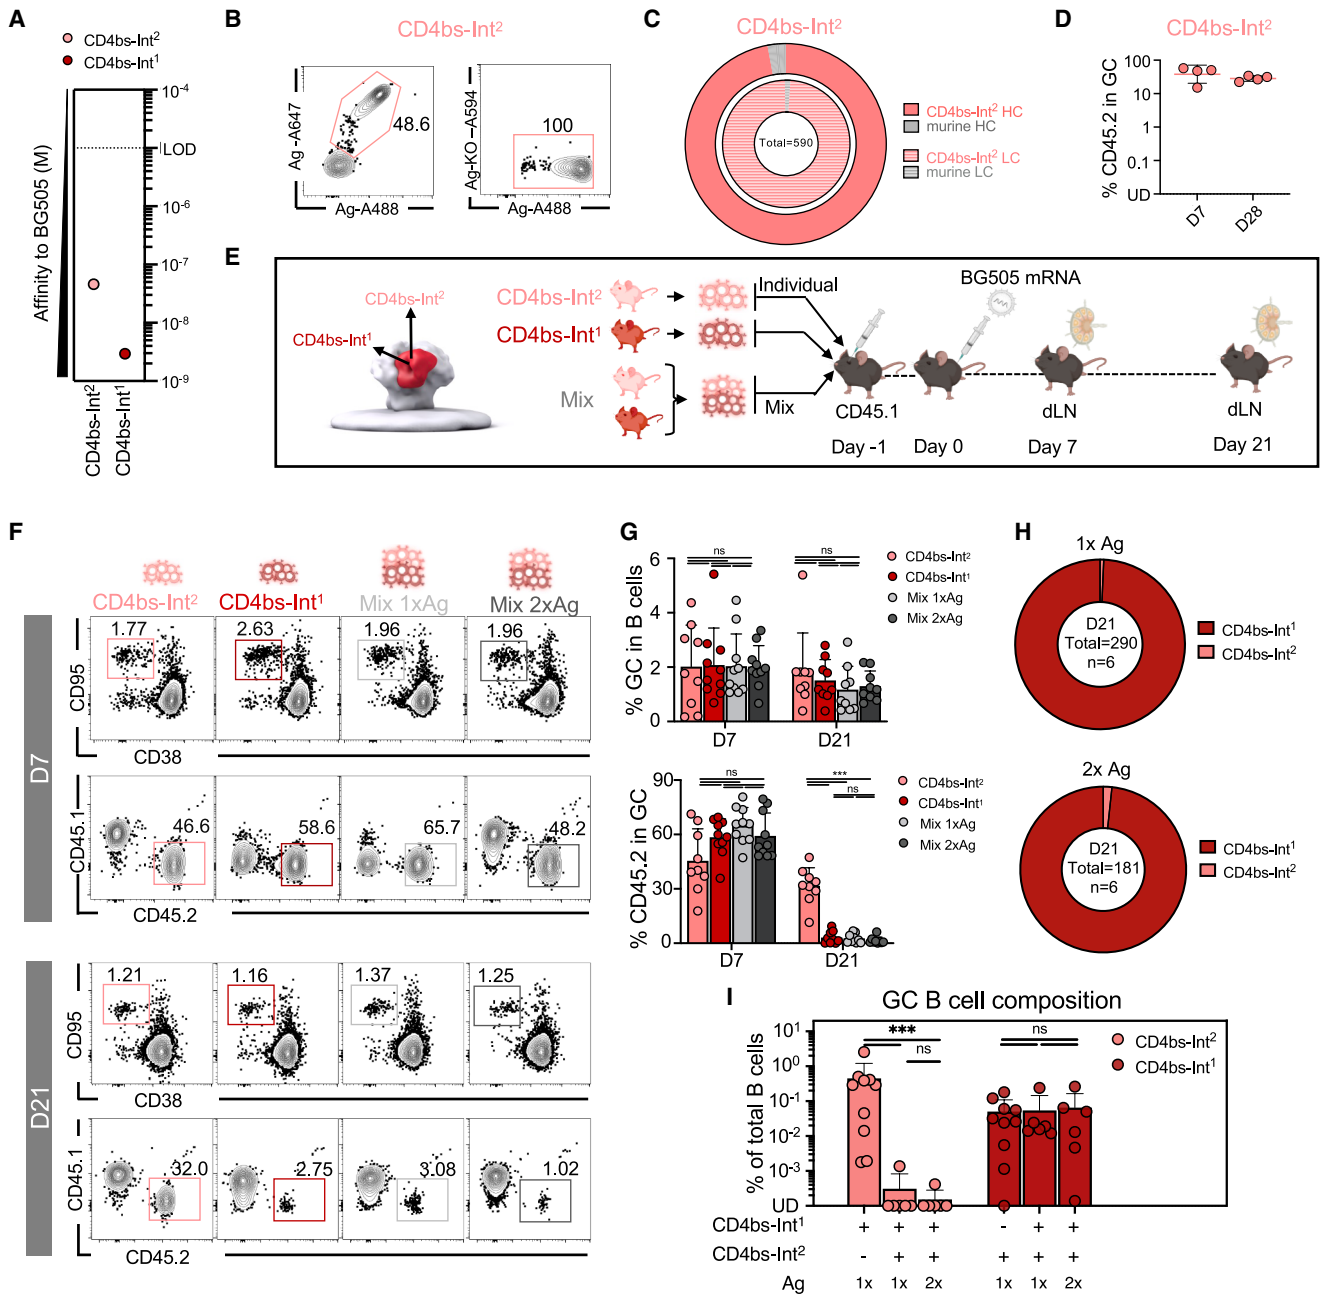 A
CD4bs-Int²
CD4bs-Int¹
Affinity to BG505 (M)
10⁻⁴
LOD
10⁻⁶
10⁻⁷
10⁻⁸
10⁻⁹
CD4bs-Int²
CD4bs-Int¹
B
CD4bs-Int²
Ag -A647
48.6
Ag-A488
Ag-KO-A594
100
Ag-A488
C
CD4bs-Int²
Total=590
CD4bs-Int² HC
murine HC
CD4bs-Int² LC
murine LC
D
CD4bs-Int²
% CD45.2 in GC
100
10
1
0.1
UD
D7
D28
E
CD4bs-Int²
CD4bs-Int¹
CD4bs-Int²
CD4bs-Int¹
Mix
Individual
Mix
BG505 mRNA
CD45.1
dLN
dLN
Day -1
Day 0
Day 7
Day 21
F
CD4bs-Int²
CD4bs-Int¹
Mix 1xAg
Mix 2xAg
D7
CD95
1.77
2.63
1.96
1.96
CD38
CD45.1
46.6
58.6
65.7
48.2
CD45.2
D21
CD95
1.21
1.16
1.37
1.25
CD38
CD45.1
32.0
2.75
3.08
1.02
CD45.2
G
% GC in B cells
6
4
2
0
ns
ns
D7
D21
CD4bs-Int²
CD4bs-Int¹
Mix 1xAg
Mix 2xAg
% CD45.2 in GC
90
60
30
0
ns
***
ns
D7
D21
CD4bs-Int²
CD4bs-Int¹
Mix 1xAg
Mix 2xAg
H
1x Ag
D21
Total=290
n=6
CD4bs-Int¹
CD4bs-Int²
2x Ag
D21
Total=181
n=6
CD4bs-Int¹
CD4bs-Int²
I
GC B cell composition
% of total B cells
10¹
10⁰
10⁻¹
10⁻²
10⁻³
UD
***
ns
ns
CD4bs-Int²
CD4bs-Int¹
CD4bs-Int¹ + + + - + +
CD4bs-Int² - + + + + +
Ag 1x 1x 2x 1x 1x 2x